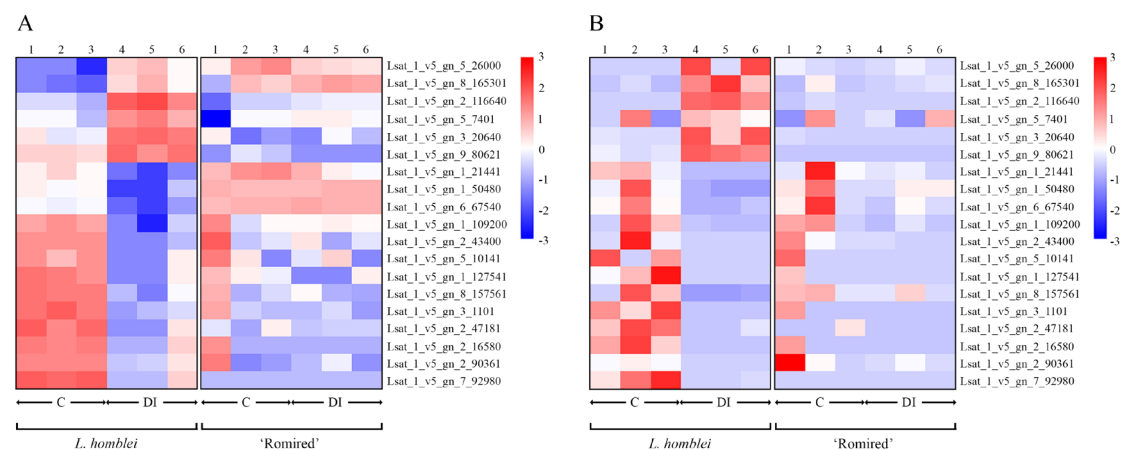 A
1 2 3 4 5 6 1 2 3 4 5 6
Lsat_1_v5_gn_5_26000
Lsat_1_v5_gn_8_165301
Lsat_1_v5_gn_2_116640
Lsat_1_v5_gn_5_7401
Lsat_1_v5_gn_3_20640
Lsat_1_v5_gn_9_80621
Lsat_1_v5_gn_1_21441
Lsat_1_v5_gn_1_50480
Lsat_1_v5_gn_6_67540
Lsat_1_v5_gn_1_109200
Lsat_1_v5_gn_2_43400
Lsat_1_v5_gn_5_10141
Lsat_1_v5_gn_1_127541
Lsat_1_v5_gn_8_157561
Lsat_1_v5_gn_3_1101
Lsat_1_v5_gn_2_47181
Lsat_1_v5_gn_2_16580
Lsat_1_v5_gn_2_90361
Lsat_1_v5_gn_7_92980
3
2
1
0
-1
-2
-3
C DI C DI
L. homblei 'Romired'
B
1 2 3 4 5 6 1 2 3 4 5 6
Lsat_1_v5_gn_5_26000
Lsat_1_v5_gn_8_165301
Lsat_1_v5_gn_2_116640
Lsat_1_v5_gn_5_7401
Lsat_1_v5_gn_3_20640
Lsat_1_v5_gn_9_80621
Lsat_1_v5_gn_1_21441
Lsat_1_v5_gn_1_50480
Lsat_1_v5_gn_6_67540
Lsat_1_v5_gn_1_109200
Lsat_1_v5_gn_2_43400
Lsat_1_v5_gn_5_10141
Lsat_1_v5_gn_1_127541
Lsat_1_v5_gn_8_157561
Lsat_1_v5_gn_3_1101
Lsat_1_v5_gn_2_47181
Lsat_1_v5_gn_2_16580
Lsat_1_v5_gn_2_90361
Lsat_1_v5_gn_7_92980
3
2
1
0
-1
-2
-3
C DI C DI
L. homblei 'Romired'